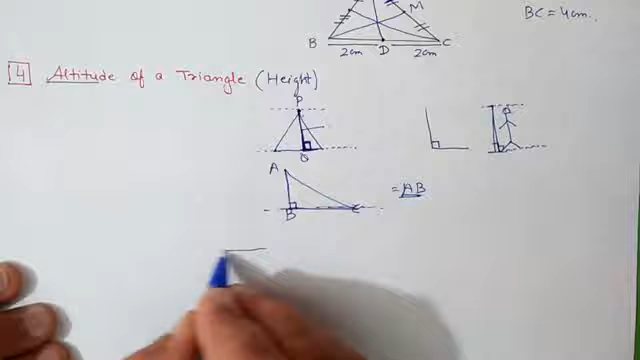 M
BC = 4cm.
B 2cm D 2cm C
4 Altitude of a Triangle (Height)
P
Q
A
= AB
B C